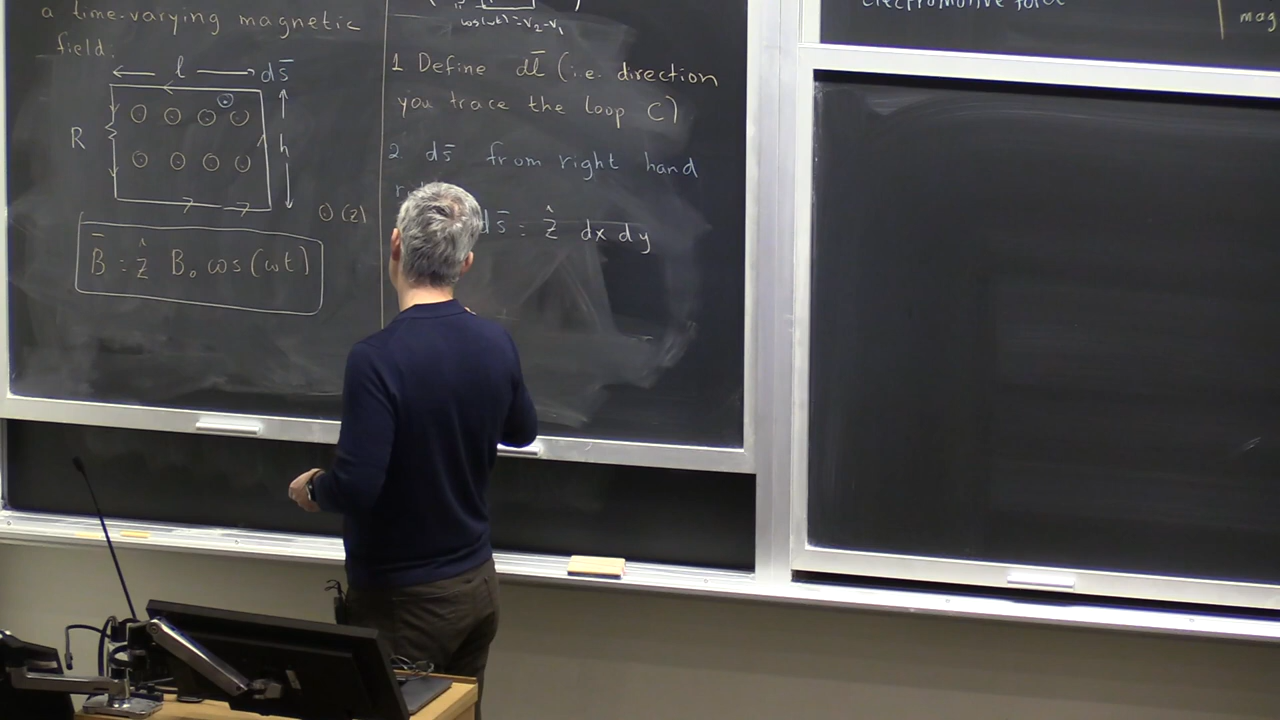 a time-varying magnetic
field:
l
ds̄
R
h
⊙ (z)
B̄ = ẑ B₀ cos(ωt)
cos(ωt) = V₂-V₁
1 Define dl̄ (i.e. direction
you trace the loop C)
2. ds̄ from right hand
ds̄ = ẑ dx dy
Electromotive force
mag